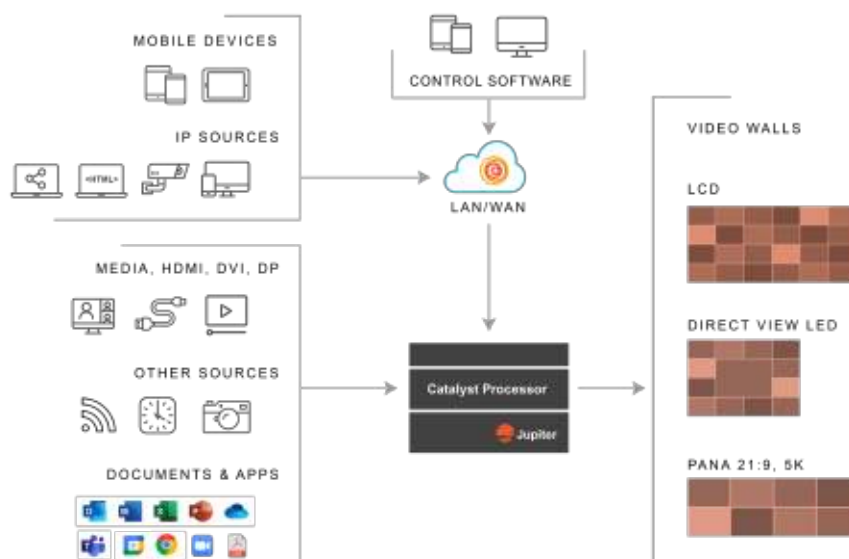 MOBILE DEVICES
IP SOURCES
<HTML>
CONTROL SOFTWARE
LAN/WAN
MEDIA, HDMI, DVI, DP
OTHER SOURCES
DOCUMENTS & APPS
Catalyst Processor
Jupiter
VIDEO WALLS
LCD
DIRECT VIEW LED
PANA 21:9, 5K